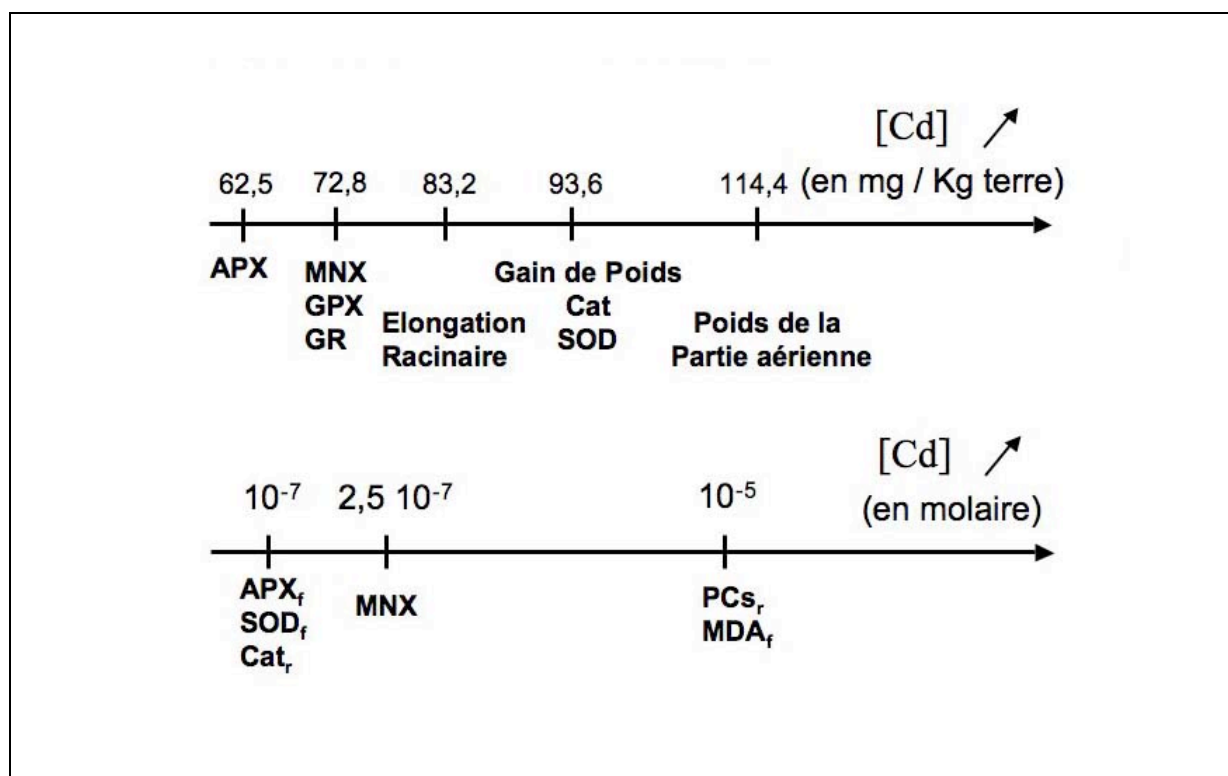 [Cd] ↗
62,5 72,8 83,2 93,6 114,4 (en mg / Kg terre)
APX MNX Gain de Poids
GPX Elongation Cat Poids de la
GR Racinaire SOD Partie aérienne
[Cd] ↗
10⁻⁷ 2,5 10⁻⁷ 10⁻⁵ (en molaire)
APXf MNX PCsr
SODf MDAf
Catr